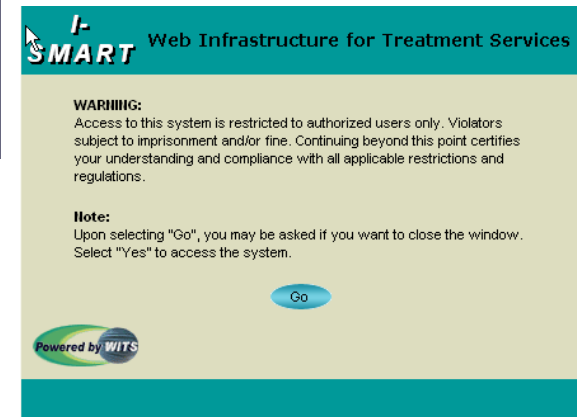 I-
SMART
Web Infrastructure for Treatment Services
WARNING:
Access to this system is restricted to authorized users only. Violators
subject to imprisonment and/or fine. Continuing beyond this point certifies
your understanding and compliance with all applicable restrictions and
regulations.
Note:
Upon selecting "Go", you may be asked if you want to close the window.
Select "Yes" to access the system.
Go
Powered by WITS